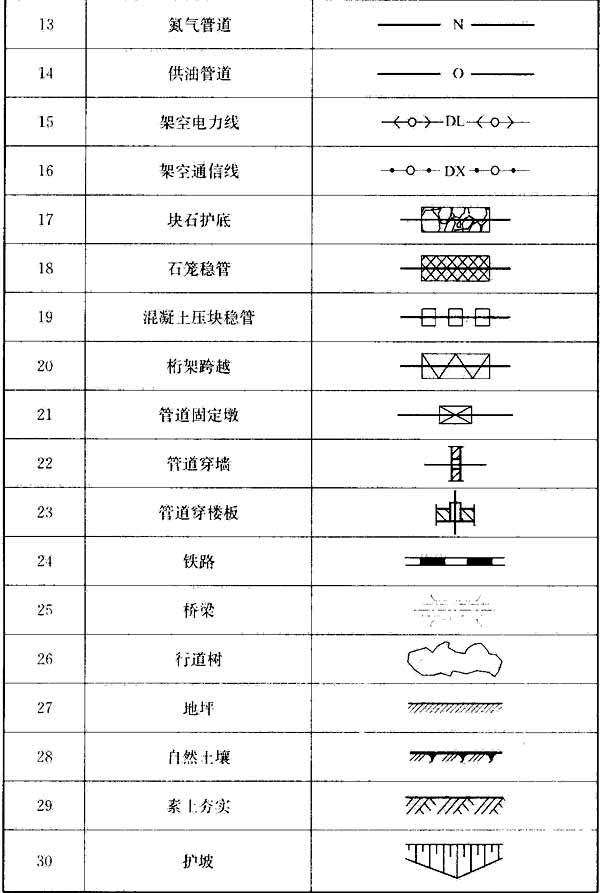 13 氮气管道 N
14 供油管道 O
15 架空电力线 DL
16 架空通信线 DX
17 块石护底
18 石笼稳管
19 混凝土压块稳管
20 桁架跨越
21 管道固定墩
22 管道穿墙
23 管道穿楼板
24 铁路
25 桥梁
26 行道树
27 地坪
28 自然土壤
29 素土夯实
30 护坡